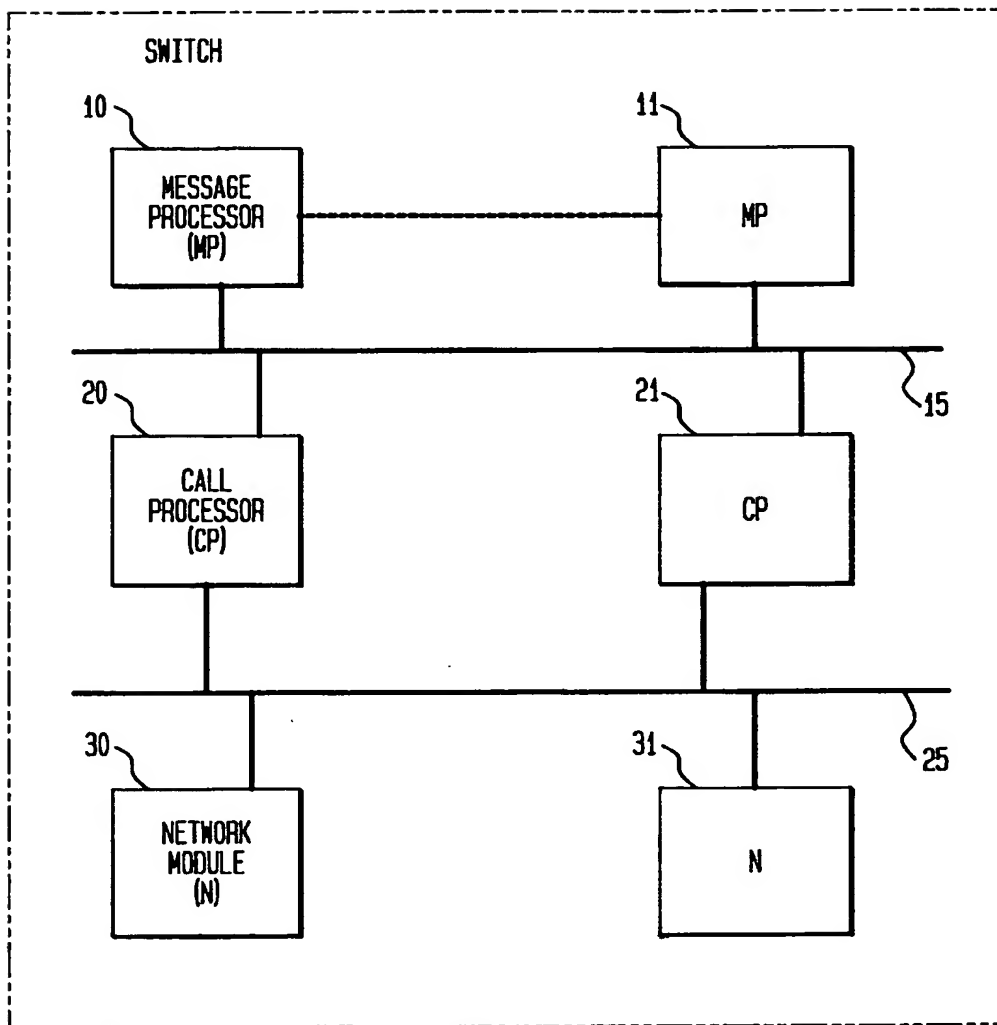 SWITCH
10
11
MESSAGE
PROCESSOR
(MP)
MP
15
20
21
CALL
PROCESSOR
(CP)
CP
25
30
31
NETWORK
MODULE
(N)
N